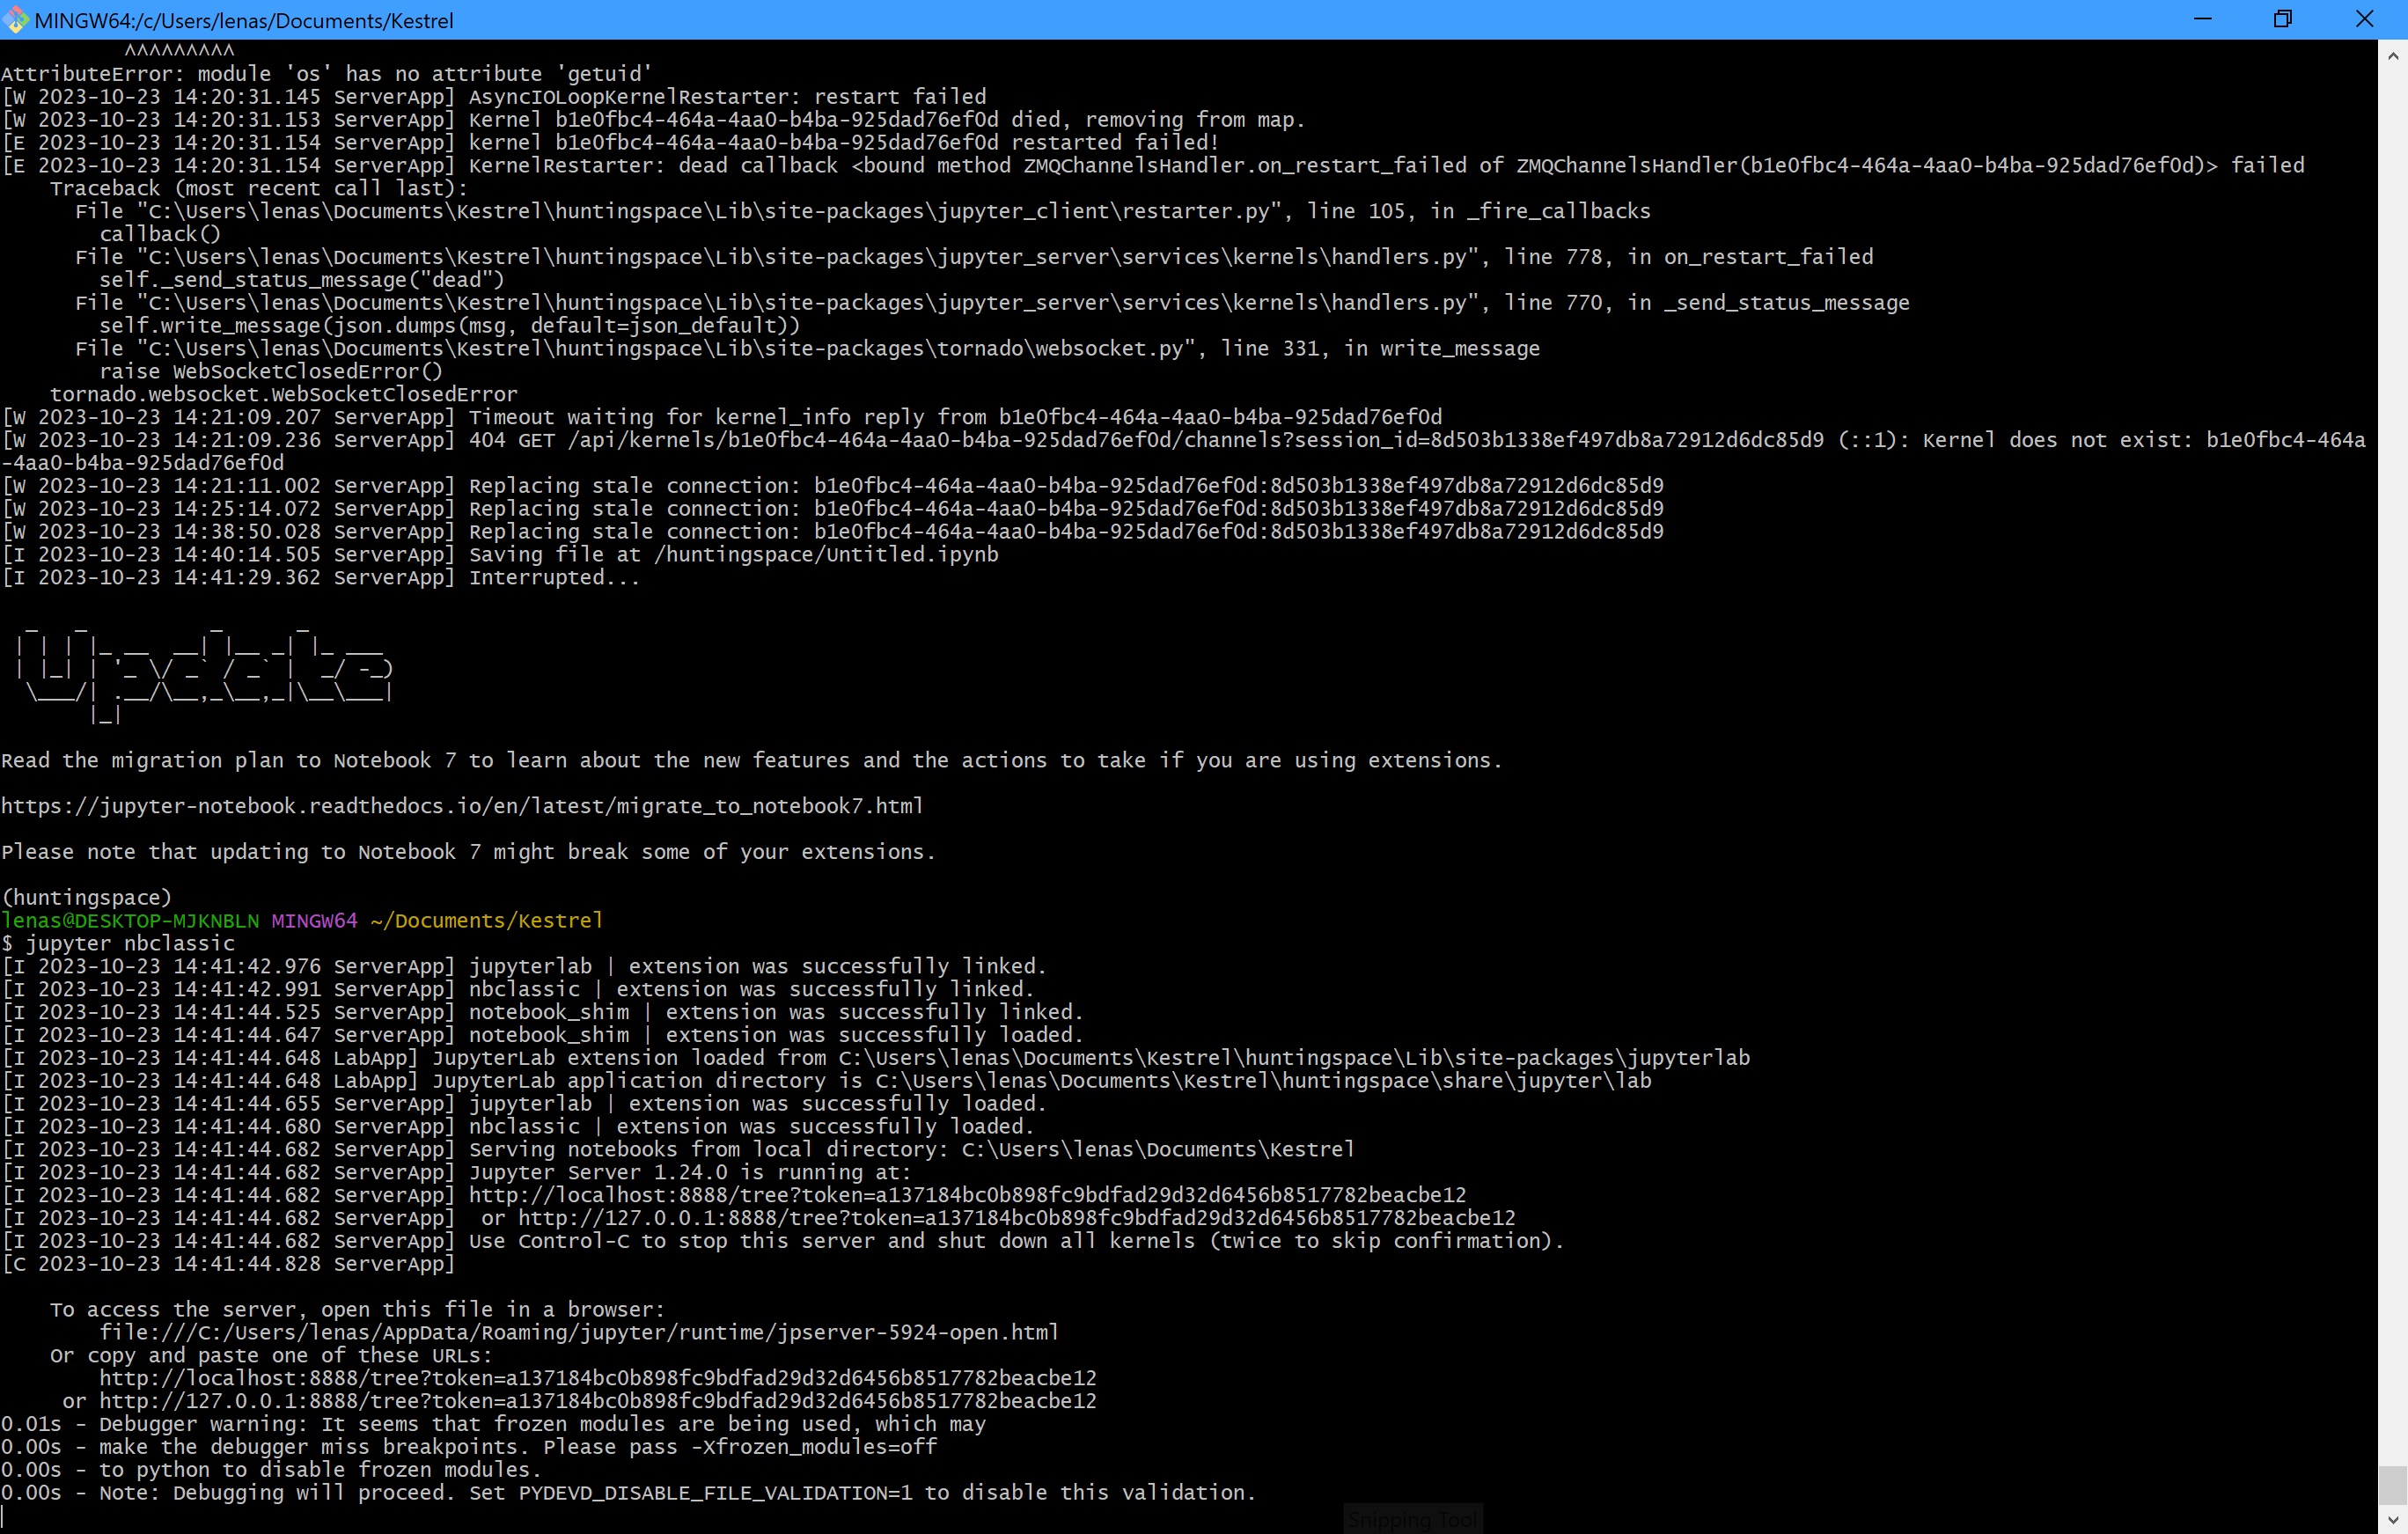 MINGW64:/c/Users/lenas/Documents/Kestrel
^^^^^^^^^
AttributeError: module 'os' has no attribute 'getuid'
[W 2023-10-23 14:20:31.145 ServerApp] AsyncIOLoopKernelRestarter: restart failed
[W 2023-10-23 14:20:31.153 ServerApp] Kernel b1e0fbc4-464a-4aa0-b4ba-925dad76ef0d died, removing from map.
[E 2023-10-23 14:20:31.154 ServerApp] kernel b1e0fbc4-464a-4aa0-b4ba-925dad76ef0d restarted failed!
[E 2023-10-23 14:20:31.154 ServerApp] KernelRestarter: dead callback <bound method ZMQChannelsHandler.on_restart_failed of ZMQChannelsHandler(b1e0fbc4-464a-4aa0-b4ba-925dad76ef0d)> failed
Traceback (most recent call last):
File "C:\Users\lenas\Documents\Kestrel\huntingspace\Lib\site-packages\jupyter_client\restarter.py", line 105, in _fire_callbacks
callback()
File "C:\Users\lenas\Documents\Kestrel\huntingspace\Lib\site-packages\jupyter_server\services\kernels\handlers.py", line 778, in on_restart_failed
self._send_status_message("dead")
File "C:\Users\lenas\Documents\Kestrel\huntingspace\Lib\site-packages\jupyter_server\services\kernels\handlers.py", line 770, in _send_status_message
self.write_message(json.dumps(msg, default=json_default))
File "C:\Users\lenas\Documents\Kestrel\huntingspace\Lib\site-packages\tornado\websocket.py", line 331, in write_message
raise WebSocketClosedError()
tornado.websocket.WebSocketClosedError
[W 2023-10-23 14:21:09.207 ServerApp] Timeout waiting for kernel_info reply from b1e0fbc4-464a-4aa0-b4ba-925dad76ef0d
[W 2023-10-23 14:21:09.236 ServerApp] 404 GET /api/kernels/b1e0fbc4-464a-4aa0-b4ba-925dad76ef0d/channels?session_id=8d503b1338ef497db8a72912d6dc85d9 (::1): Kernel does not exist: b1e0fbc4-464a
-4aa0-b4ba-925dad76ef0d
[W 2023-10-23 14:21:11.002 ServerApp] Replacing stale connection: b1e0fbc4-464a-4aa0-b4ba-925dad76ef0d:8d503b1338ef497db8a72912d6dc85d9
[W 2023-10-23 14:25:14.072 ServerApp] Replacing stale connection: b1e0fbc4-464a-4aa0-b4ba-925dad76ef0d:8d503b1338ef497db8a72912d6dc85d9
[W 2023-10-23 14:38:50.028 ServerApp] Replacing stale connection: b1e0fbc4-464a-4aa0-b4ba-925dad76ef0d:8d503b1338ef497db8a72912d6dc85d9
[I 2023-10-23 14:40:14.505 ServerApp] Saving file at /huntingspace/Untitled.ipynb
[I 2023-10-23 14:41:29.362 ServerApp] Interrupted...
Update
Read the migration plan to Notebook 7 to learn about the new features and the actions to take if you are using extensions.
https://jupyter-notebook.readthedocs.io/en/latest/migrate_to_notebook7.html
Please note that updating to Notebook 7 might break some of your extensions.
(huntingspace)
lenas@DESKTOP-MJKNBLN MINGW64 ~/Documents/Kestrel
$ jupyter nbclassic
[I 2023-10-23 14:41:42.976 ServerApp] jupyterlab | extension was successfully linked.
[I 2023-10-23 14:41:42.991 ServerApp] nbclassic | extension was successfully linked.
[I 2023-10-23 14:41:44.525 ServerApp] notebook_shim | extension was successfully linked.
[I 2023-10-23 14:41:44.647 ServerApp] notebook_shim | extension was successfully loaded.
[I 2023-10-23 14:41:44.648 LabApp] JupyterLab extension loaded from C:\Users\lenas\Documents\Kestrel\huntingspace\Lib\site-packages\jupyterlab
[I 2023-10-23 14:41:44.648 LabApp] JupyterLab application directory is C:\Users\lenas\Documents\Kestrel\huntingspace\share\jupyter\lab
[I 2023-10-23 14:41:44.655 ServerApp] jupyterlab | extension was successfully loaded.
[I 2023-10-23 14:41:44.680 ServerApp] nbclassic | extension was successfully loaded.
[I 2023-10-23 14:41:44.682 ServerApp] Serving notebooks from local directory: C:\Users\lenas\Documents\Kestrel
[I 2023-10-23 14:41:44.682 ServerApp] Jupyter Server 1.24.0 is running at:
[I 2023-10-23 14:41:44.682 ServerApp] http://localhost:8888/tree?token=a137184bc0b898fc9bdfad29d32d6456b8517782beacbe12
[I 2023-10-23 14:41:44.682 ServerApp]  or http://127.0.0.1:8888/tree?token=a137184bc0b898fc9bdfad29d32d6456b8517782beacbe12
[I 2023-10-23 14:41:44.682 ServerApp] Use Control-C to stop this server and shut down all kernels (twice to skip confirmation).
[C 2023-10-23 14:41:44.828 ServerApp]
To access the server, open this file in a browser:
file:///C:/Users/lenas/AppData/Roaming/jupyter/runtime/jpserver-5924-open.html
Or copy and paste one of these URLs:
http://localhost:8888/tree?token=a137184bc0b898fc9bdfad29d32d6456b8517782beacbe12
or http://127.0.0.1:8888/tree?token=a137184bc0b898fc9bdfad29d32d6456b8517782beacbe12
0.01s - Debugger warning: It seems that frozen modules are being used, which may
0.00s - make the debugger miss breakpoints. Please pass -Xfrozen_modules=off
0.00s - to python to disable frozen modules.
0.00s - Note: Debugging will proceed. Set PYDEVD_DISABLE_FILE_VALIDATION=1 to disable this validation.
Snipping Tool